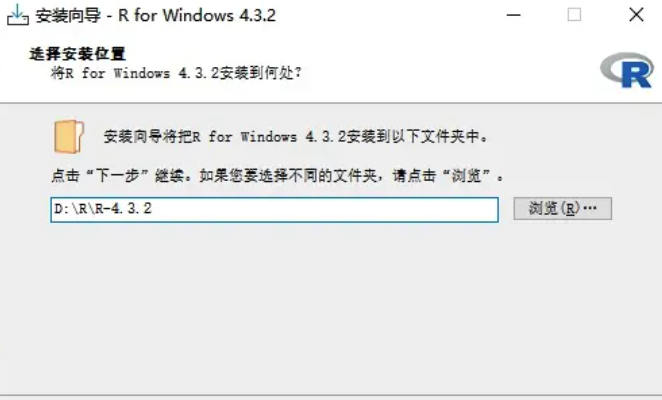 安装向导 - R for Windows 4.3.2
选择安装位置
将R for Windows 4.3.2安装到何处?
R
安装向导将把R for Windows 4.3.2安装到以下文件夹中。
点击“下一步”继续。如果您要选择不同的文件夹，请点击“浏览”。
D:\R\R-4.3.2
浏览(R)…